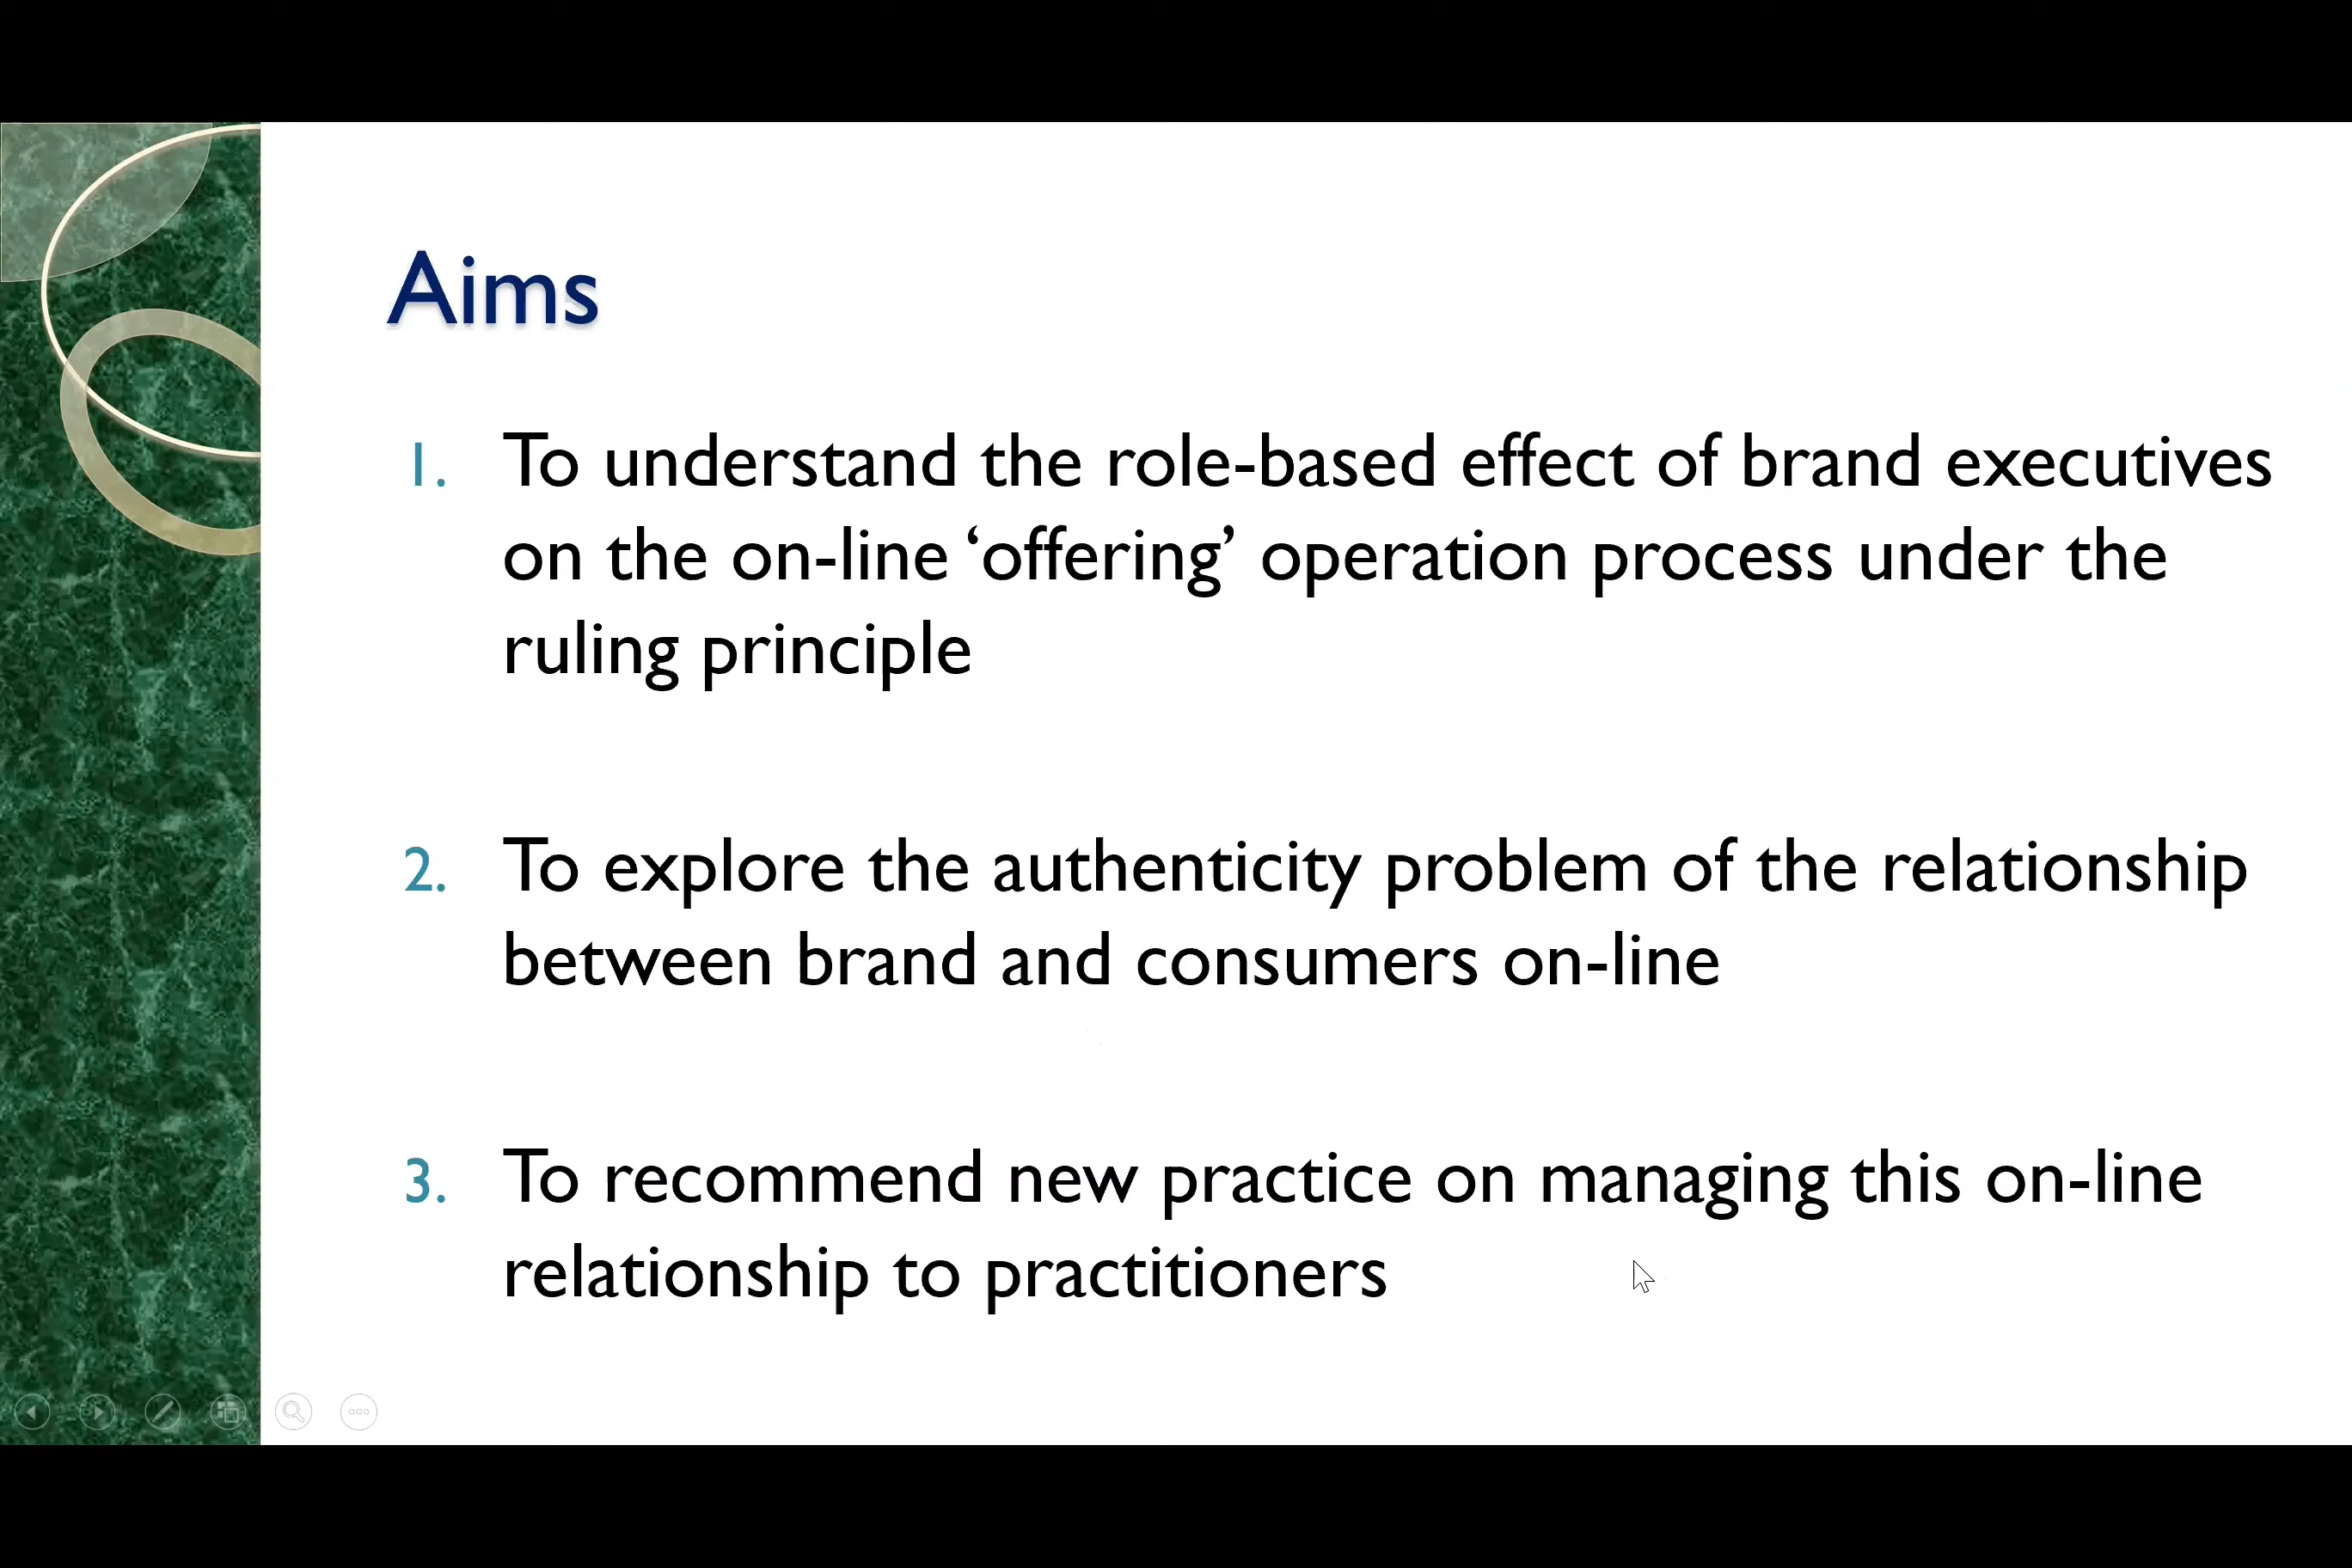 Aims
1. To understand the role-based effect of brand executives
on the on-line ‘offering’ operation process under the
ruling principle
2. To explore the authenticity problem of the relationship
between brand and consumers on-line
3. To recommend new practice on managing this on-line
relationship to practitioners